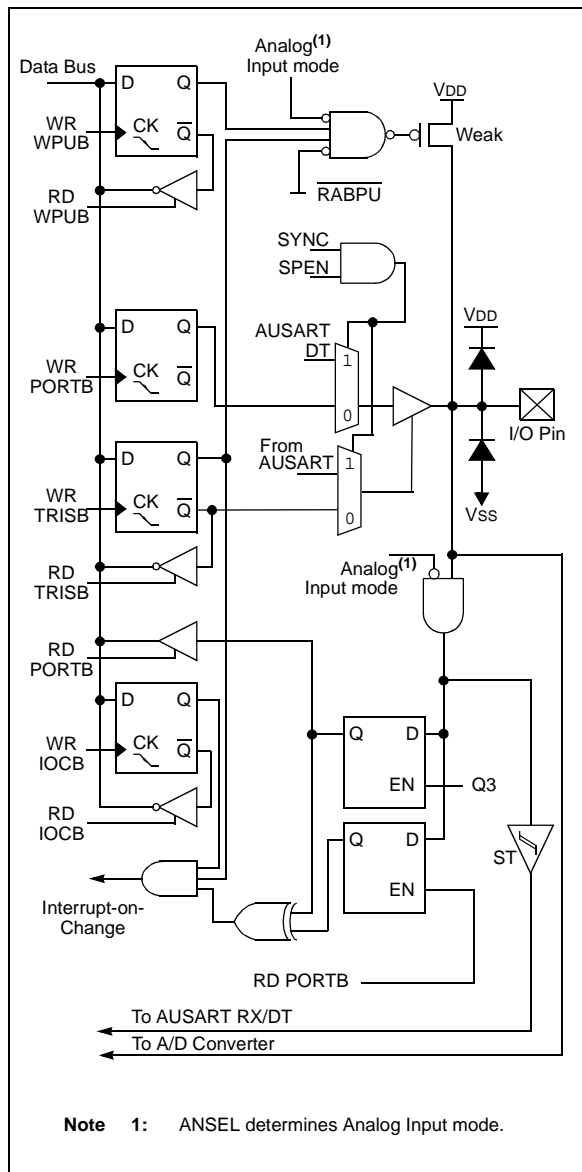 Analog(1)
Input mode
Data Bus
D Q
CK
Q
WR
WPUB
RD
WPUB
VDD
Weak
RABPU
SYNC
SPEN
AUSART
DT
1
0
VDD
I/O Pin
VSS
D Q
CK
Q
WR
PORTB
From
AUSART
1
0
D Q
CK
Q
WR
TRISB
RD
TRISB
Analog(1)
Input mode
RD
PORTB
D Q
CK
Q
WR
IOCB
RD
IOCB
Q D
EN
Q3
Q D
EN
ST
Interrupt-on-
Change
RD PORTB
To AUSART RX/DT
To A/D Converter
Note 1: ANSEL determines Analog Input mode.